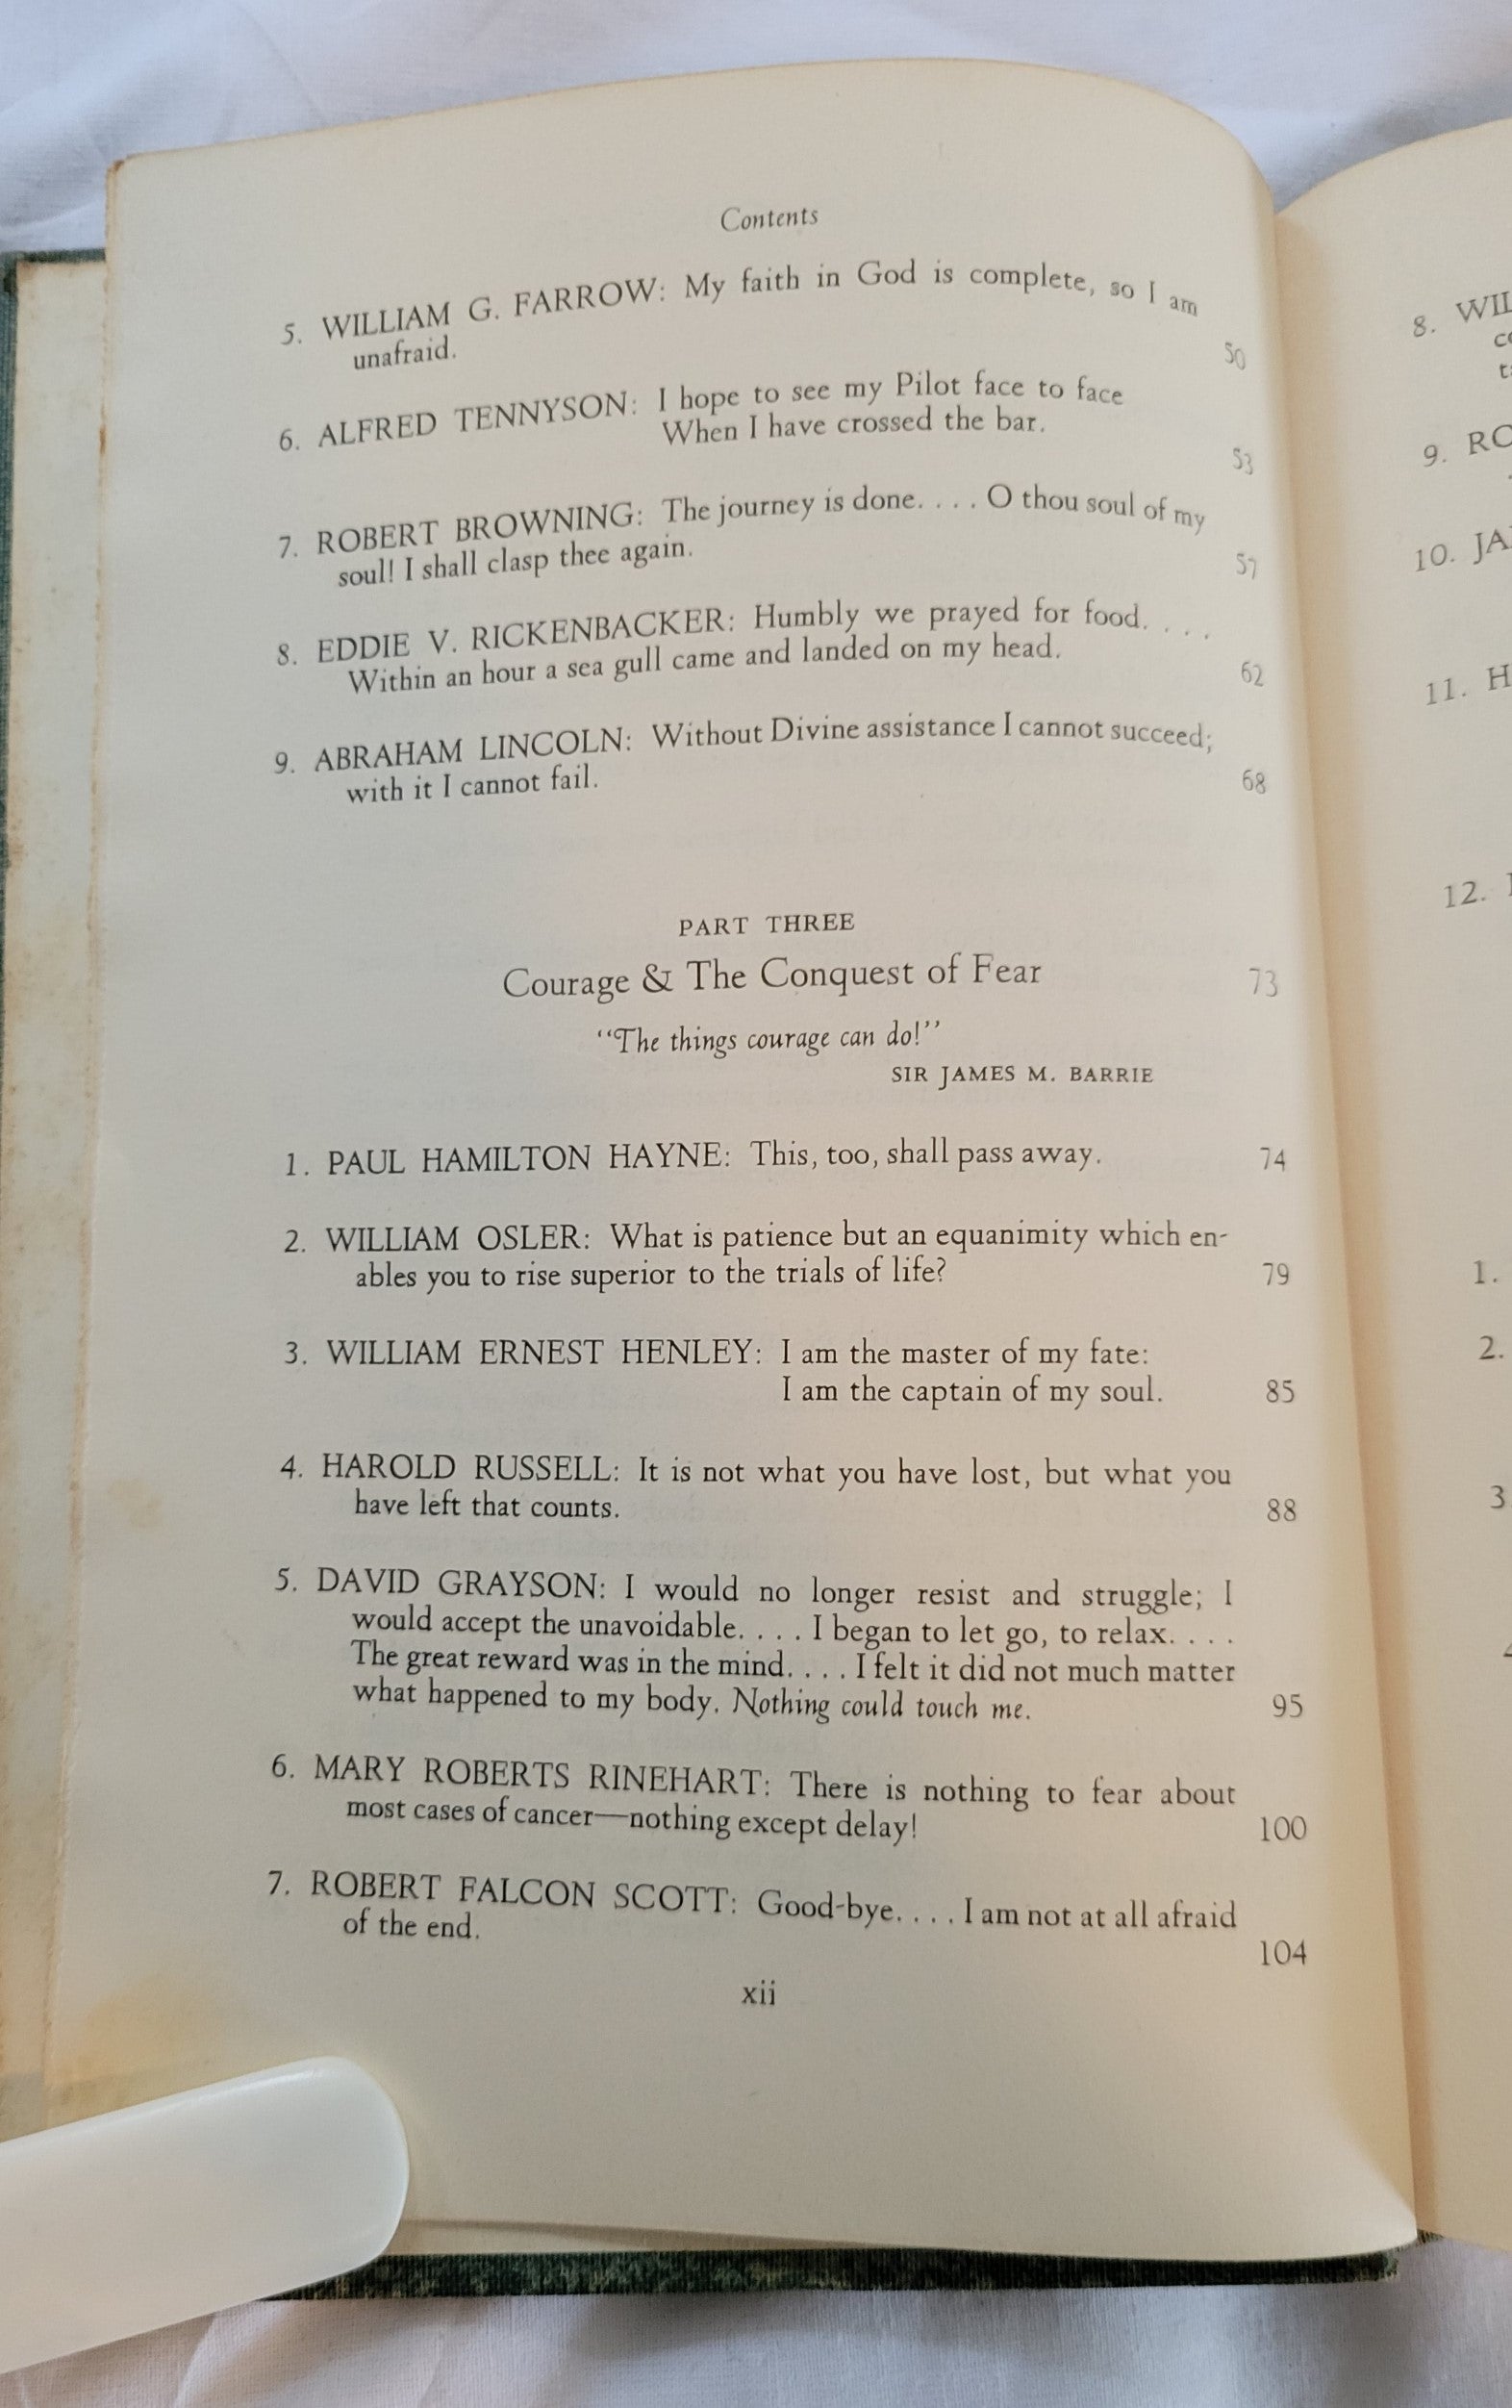 Contents
5. WILLIAM G. FARROW: My faith in God is complete, so I am
unafraid. 50
6. ALFRED TENNYSON: I hope to see my Pilot face to face
When I have crossed the bar. 53
7. ROBERT BROWNING: The journey is done. . . . O thou soul of my
soul! I shall clasp thee again. 57
8. EDDIE V. RICKENBACKER: Humbly we prayed for food. . . .
Within an hour a sea gull came and landed on my head. 62
9. ABRAHAM LINCOLN: Without Divine assistance I cannot succeed;
with it I cannot fail. 68
PART THREE
Courage & The Conquest of Fear 73
“The things courage can do!”
SIR JAMES M. BARRIE
1. PAUL HAMILTON HAYNE: This, too, shall pass away. 74
2. WILLIAM OSLER: What is patience but an equanimity which en-
ables you to rise superior to the trials of life? 79
3. WILLIAM ERNEST HENLEY: I am the master of my fate:
I am the captain of my soul. 85
4. HAROLD RUSSELL: It is not what you have lost, but what you
have left that counts. 88
5. DAVID GRAYSON: I would no longer resist and struggle; I
would accept the unavoidable. . . . I began to let go, to relax. . . .
The great reward was in the mind. . . . I felt it did not much matter
what happened to my body. Nothing could touch me. 95
6. MARY ROBERTS RINEHART: There is nothing to fear about
most cases of cancer—nothing except delay! 100
7. ROBERT FALCON SCOTT: Good-bye. . . . I am not at all afraid
of the end. 104
xii
8.
9.
10.
11.
12.
1.
2.
3